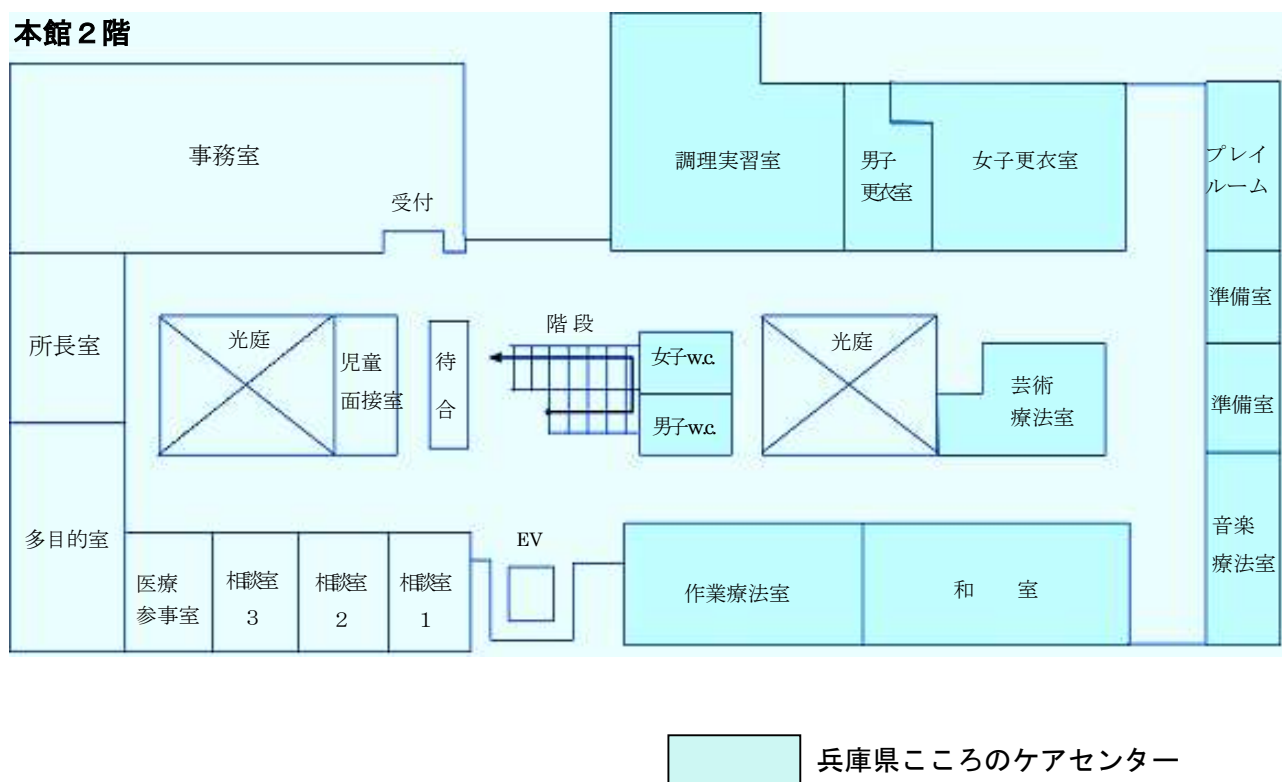 本館２階
事務室
受付
調理実習室
男子
更衣室
女子更衣室
プレイ
ルーム
所長室
光庭
児童
面接室
待
合
階段
女子w.c.
男子w.c.
光庭
芸術
療法室
準備室
準備室
多目的室
医療
参事室
相談室
3
相談室
2
相談室
1
EV
作業療法室
和　室
音楽
療法室
兵庫県こころのケアセンター